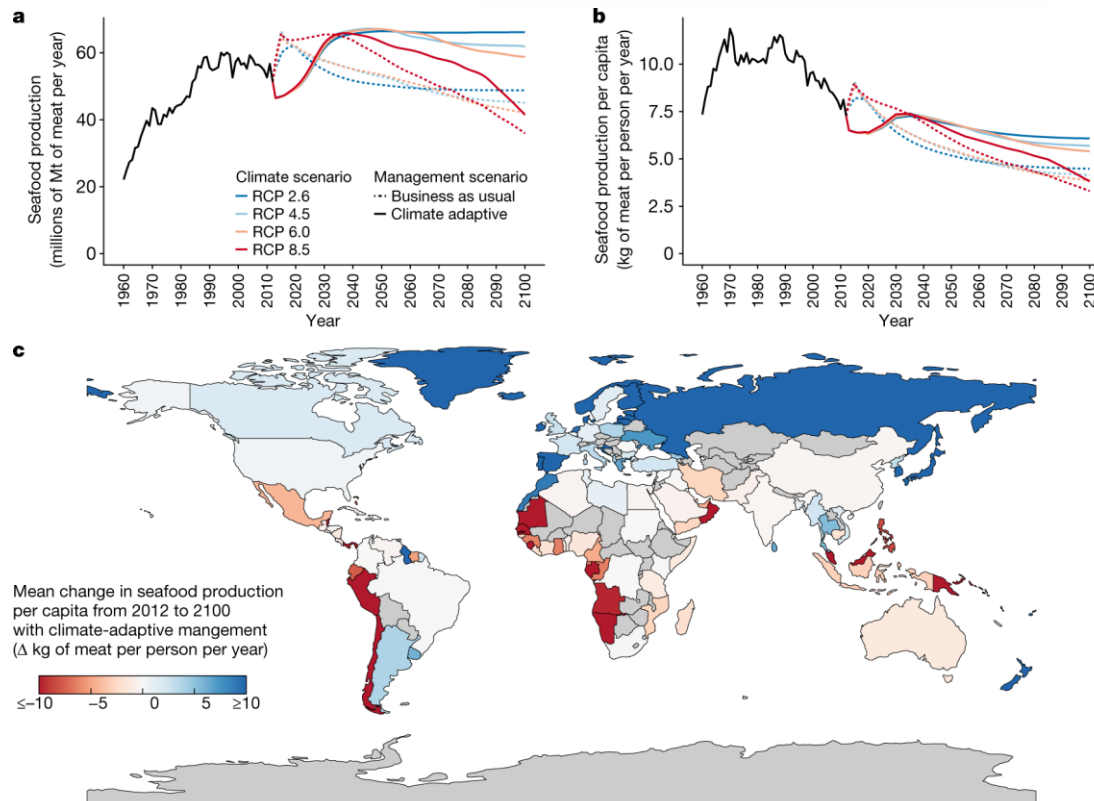 a
Seafood production
(millions of Mt of meat per year)
60
40
20
0
Climate scenario
RCP 2.6
RCP 4.5
RCP 6.0
RCP 8.5
Management scenario
Business as usual
Climate adaptive
1960
1970
1980
1990
2000
2010
2020
2030
2040
2050
2060
2070
2080
2090
2100
Year
b
Seafood production per capita
(kg of meat per person per year)
10.0
7.5
5.0
2.5
0
1960
1970
1980
1990
2000
2010
2020
2030
2040
2050
2060
2070
2080
2090
2100
Year
c
Mean change in seafood production
per capita from 2012 to 2100
with climate-adaptive mangement
(Δ kg of meat per person per year)
≤−10
−5
0
5
≥10